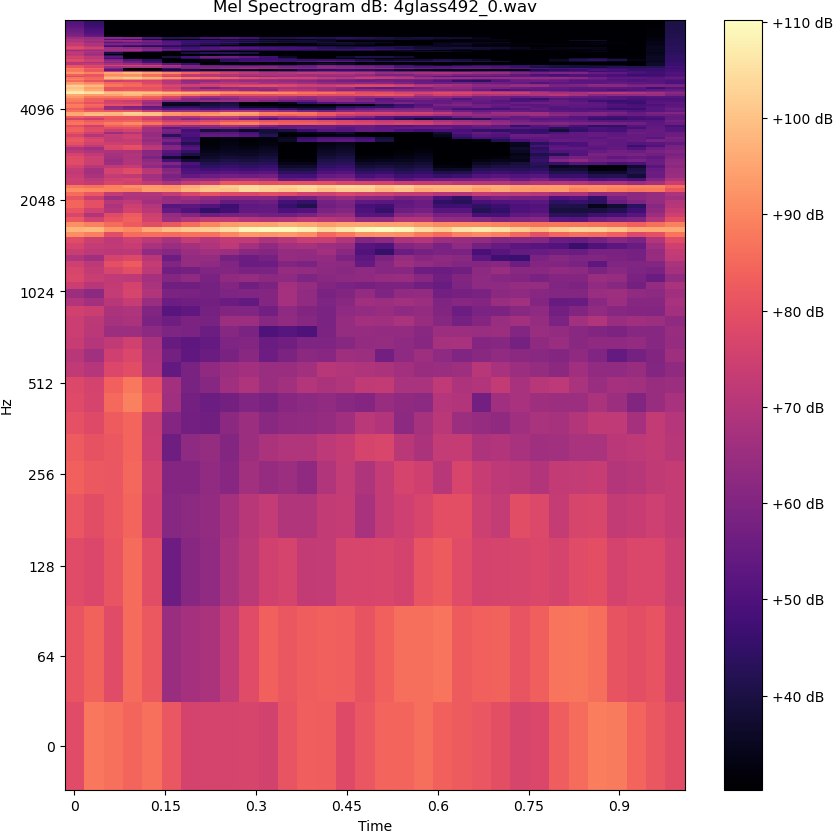 Mel Spectrogram dB: 4glass492_0.wav
+110 dB
+100 dB
+90 dB
+80 dB
+70 dB
+60 dB
+50 dB
+40 dB
Hz
4096
2048
1024
512
256
128
64
0
0 0.15 0.3 0.45 0.6 0.75 0.9
Time